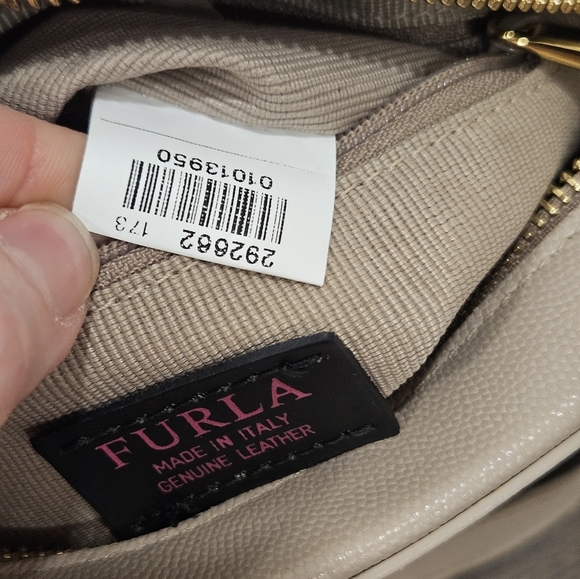 292662
173
01013950
FURLA
MADE IN ITALY
GENUINE LEATHER